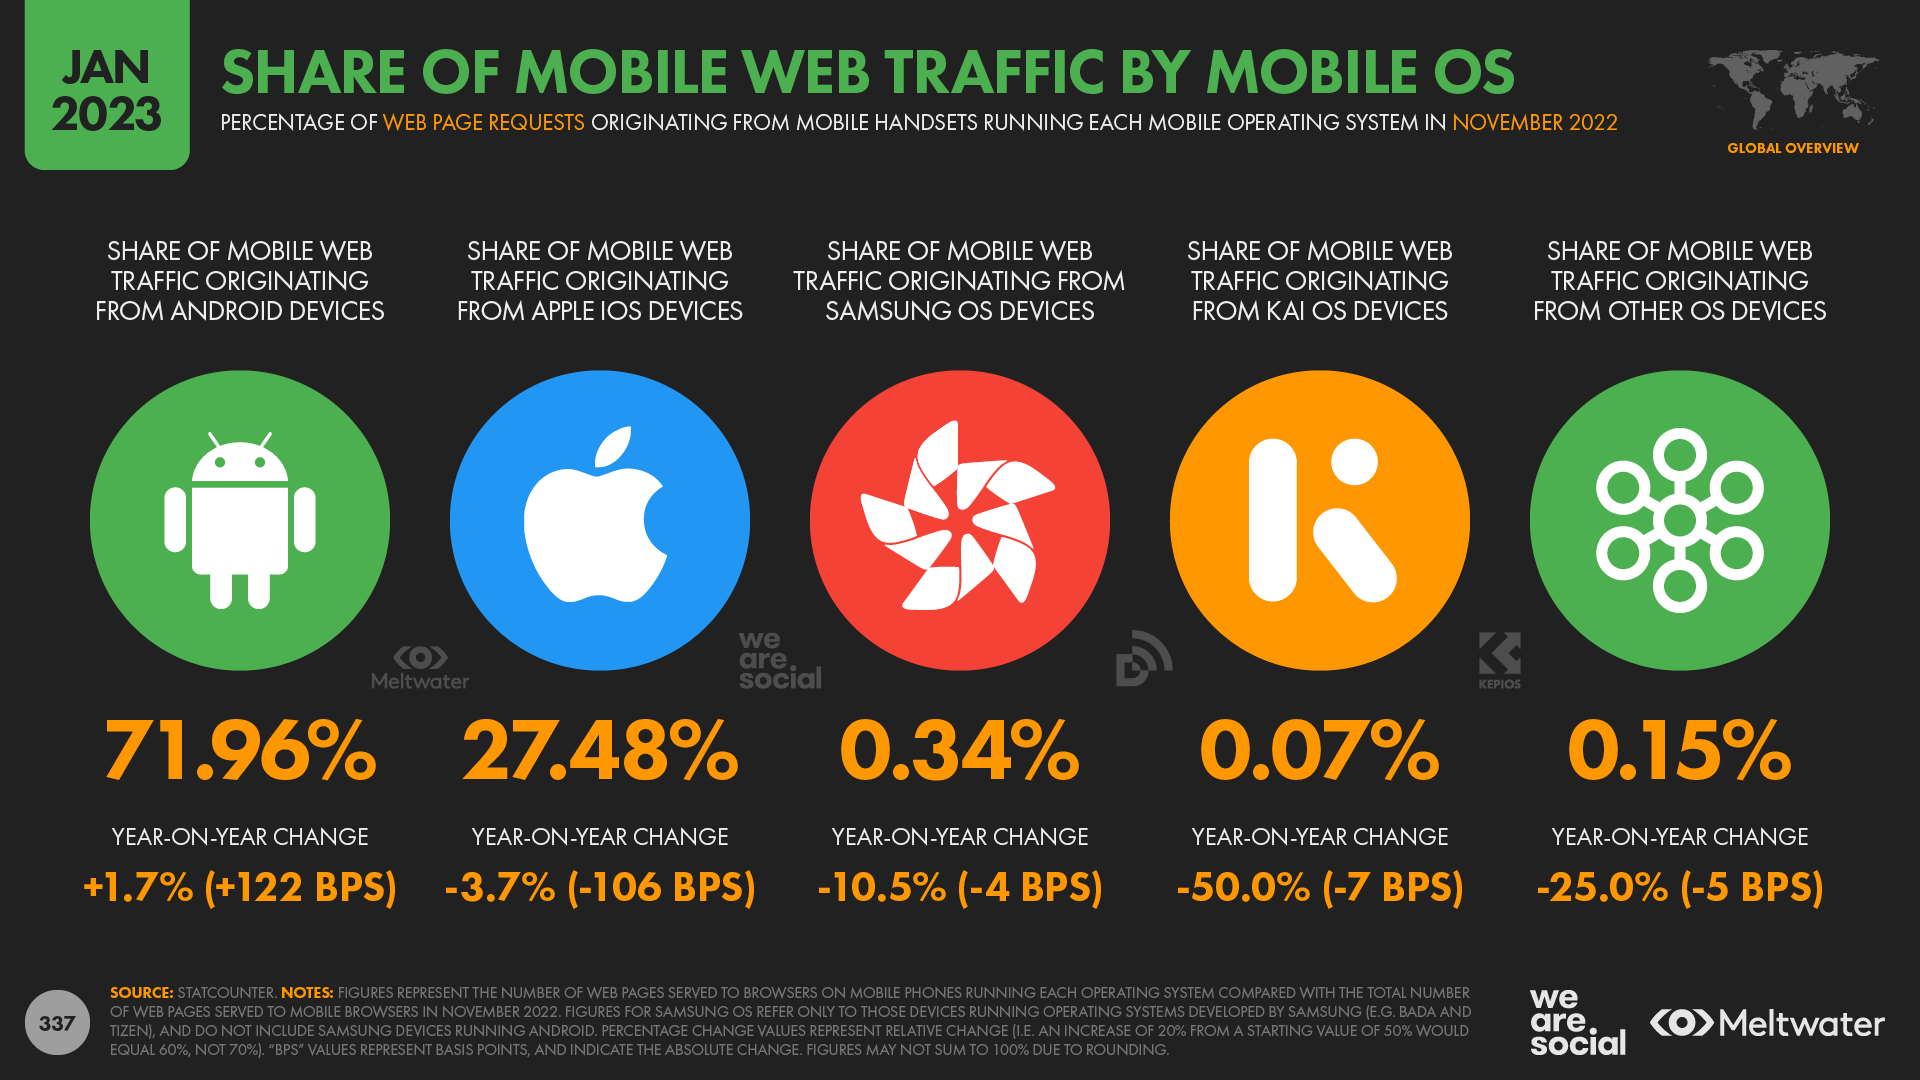 JAN
2023
SHARE OF MOBILE WEB TRAFFIC BY MOBILE OS
PERCENTAGE OF WEB PAGE REQUESTS ORIGINATING FROM MOBILE HANDSETS RUNNING EACH MOBILE OPERATING SYSTEM IN NOVEMBER 2022
GLOBAL OVERVIEW
SHARE OF MOBILE WEB
TRAFFIC ORIGINATING
FROM ANDROID DEVICES
SHARE OF MOBILE WEB
TRAFFIC ORIGINATING
FROM APPLE IOS DEVICES
SHARE OF MOBILE WEB
TRAFFIC ORIGINATING FROM
SAMSUNG OS DEVICES
SHARE OF MOBILE WEB
TRAFFIC ORIGINATING
FROM KAI OS DEVICES
SHARE OF MOBILE WEB
TRAFFIC ORIGINATING
FROM OTHER OS DEVICES
Meltwater
we
are
social
KEPIOS
71.96%
27.48%
0.34%
0.07%
0.15%
YEAR-ON-YEAR CHANGE
YEAR-ON-YEAR CHANGE
YEAR-ON-YEAR CHANGE
YEAR-ON-YEAR CHANGE
YEAR-ON-YEAR CHANGE
+1.7% (+122 BPS)
-3.7% (-106 BPS)
-10.5% (-4 BPS)
-50.0% (-7 BPS)
-25.0% (-5 BPS)
337
SOURCE: STATCOUNTER. NOTES: FIGURES REPRESENT THE NUMBER OF WEB PAGES SERVED TO BROWSERS ON MOBILE PHONES RUNNING EACH OPERATING SYSTEM COMPARED WITH THE TOTAL NUMBER
OF WEB PAGES SERVED TO MOBILE BROWSERS IN NOVEMBER 2022. FIGURES FOR SAMSUNG OS REFER ONLY TO THOSE DEVICES RUNNING OPERATING SYSTEMS DEVELOPED BY SAMSUNG (E.G. BADA AND
TIZEN), AND DO NOT INCLUDE SAMSUNG DEVICES RUNNING ANDROID. PERCENTAGE CHANGE VALUES REPRESENT RELATIVE CHANGE (I.E. AN INCREASE OF 20% FROM A STARTING VALUE OF 50% WOULD
EQUAL 60%, NOT 70%). “BPS” VALUES REPRESENT BASIS POINTS, AND INDICATE THE ABSOLUTE CHANGE. FIGURES MAY NOT SUM TO 100% DUE TO ROUNDING.
we
are
social
Meltwater